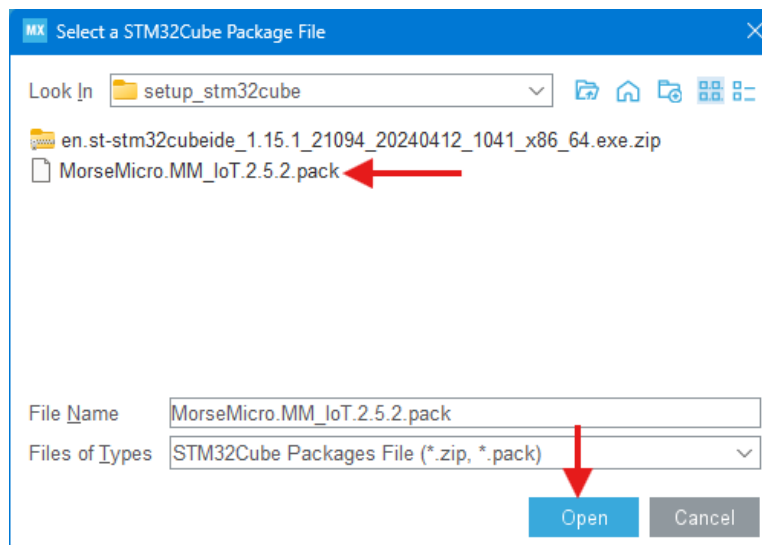 MX Select a STM32Cube Package File
Look In setup_stm32cube
en.st-stm32cubeide_1.15.1_21094_20240412_1041_x86_64.exe.zip
MorseMicro.MM_IoT.2.5.2.pack
File Name MorseMicro.MM_IoT.2.5.2.pack
Files of Types STM32Cube Packages File (*.zip, *.pack)
Open Cancel